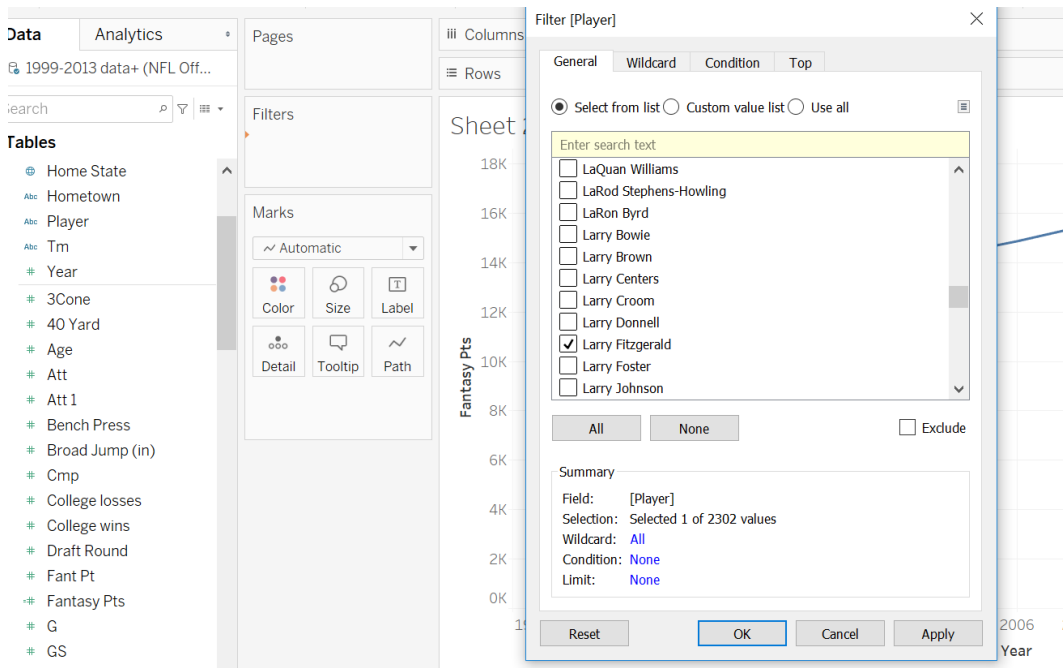 Data
Analytics
1999-2013 data+ (NFL Off...
Search
Tables
Home State
Abc Hometown
Abc Player
Abc Tm
# Year
# 3Cone
# 40 Yard
# Age
# Att
# Att 1
# Bench Press
# Broad Jump (in)
# Cmp
# College losses
# College wins
# Draft Round
# Fant Pt
=# Fantasy Pts
# G
# GS
Pages
Filters
Marks
Automatic
Color
Size
T
Label
Detail
Tooltip
Path
iii Columns
Rows
Sheet 2
18K
16K
14K
12K
10K
8K
6K
4K
2K
0K
Fantasy Pts
2006
Year
Filter [Player]
General
Wildcard
Condition
Top
Select from list
Custom value list
Use all
Enter search text
LaQuan Williams
LaRod Stephens-Howling
LaRon Byrd
Larry Bowie
Larry Brown
Larry Centers
Larry Croom
Larry Donnell
Larry Fitzgerald
Larry Foster
Larry Johnson
All
None
Exclude
Summary
Field: [Player]
Selection: Selected 1 of 2302 values
Wildcard: All
Condition: None
Limit: None
Reset
OK
Cancel
Apply